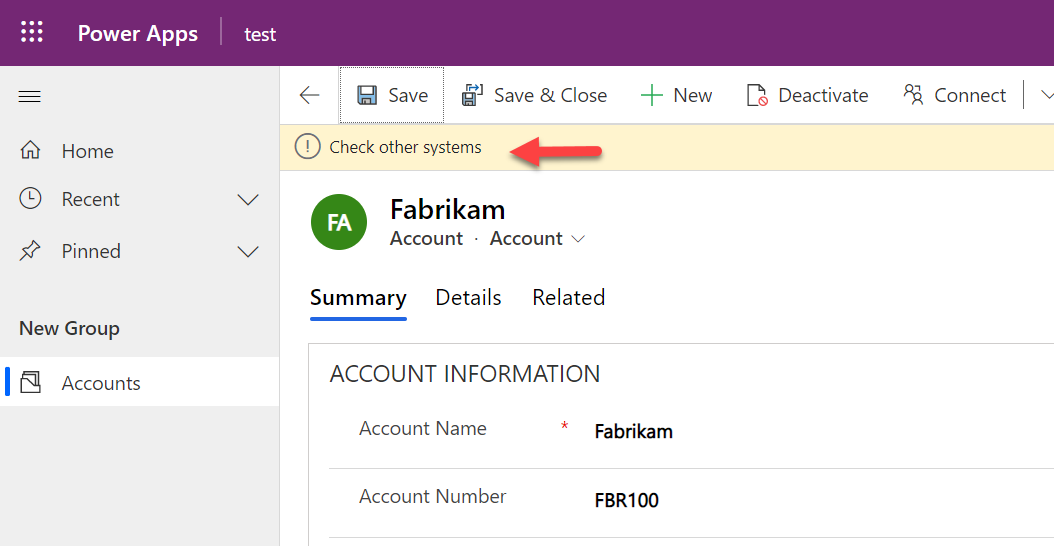 Power Apps test
Save Save & Close New Deactivate Connect
Home
Recent
Pinned
New Group
Accounts
! Check other systems
FA Fabrikam
Account · Account
Summary Details Related
ACCOUNT INFORMATION
Account Name * Fabrikam
Account Number FBR100